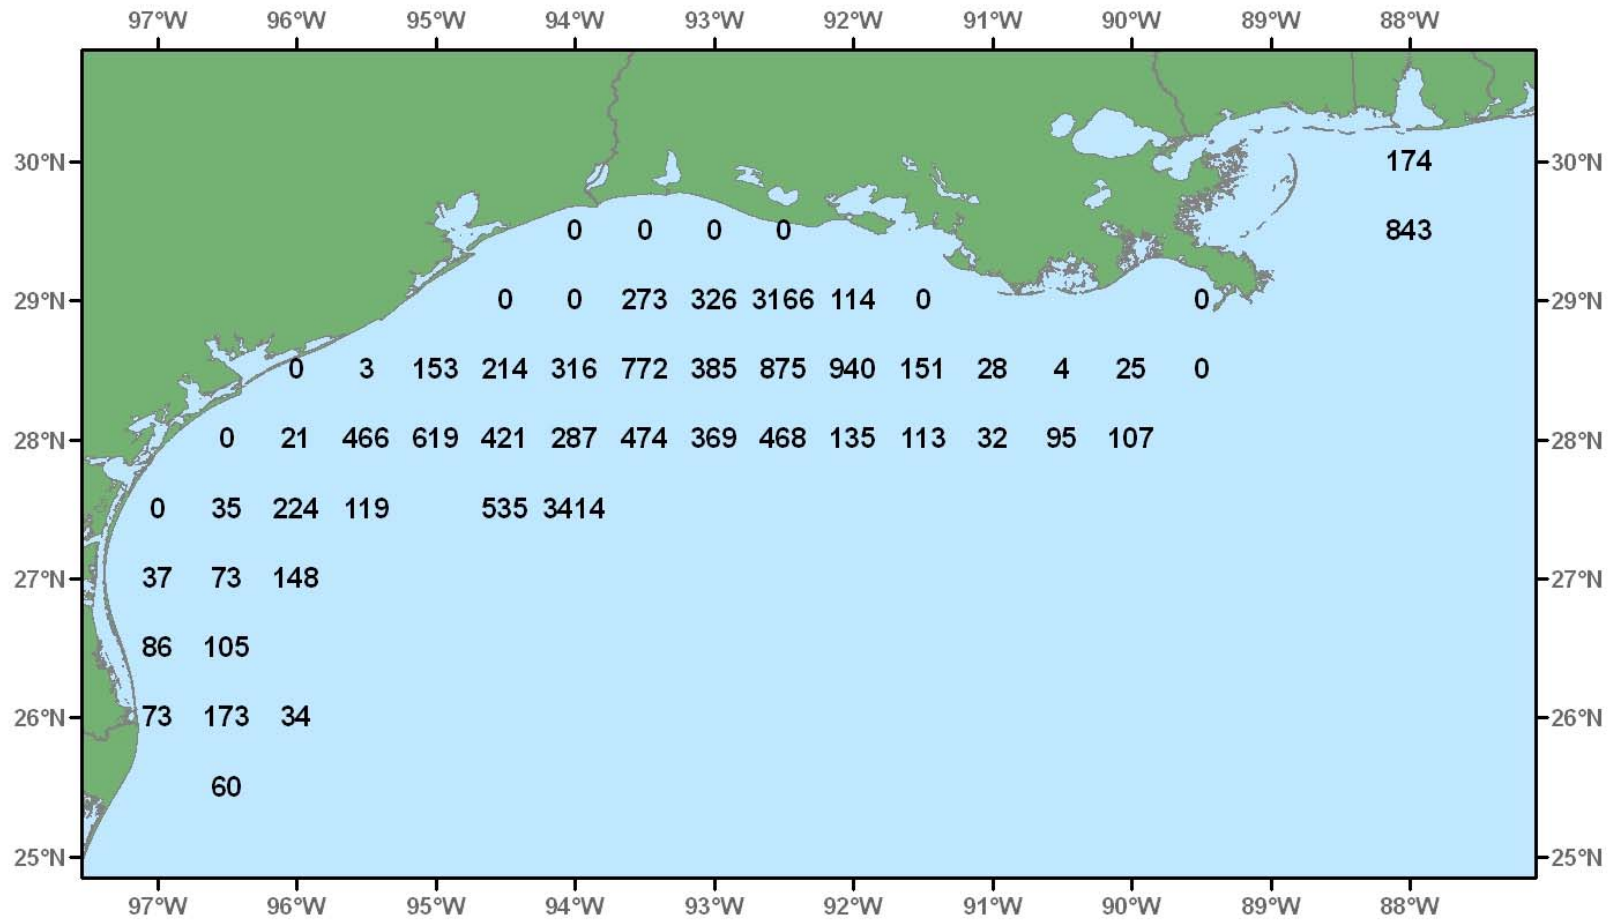 97°W 96°W 95°W 94°W 93°W 92°W 91°W 90°W 89°W 88°W
30°N 174 30°N
0 0 0 0 843
29°N 0 0 273 326 3166 114 0 0 29°N
0 3 153 214 316 772 385 875 940 151 28 4 25 0
28°N 0 21 466 619 421 287 474 369 468 135 113 32 95 107 28°N
0 35 224 119 535 3414
27°N 37 73 148 27°N
86 105
26°N 73 173 34 26°N
60
25°N 25°N
97°W 96°W 95°W 94°W 93°W 92°W 91°W 90°W 89°W 88°W